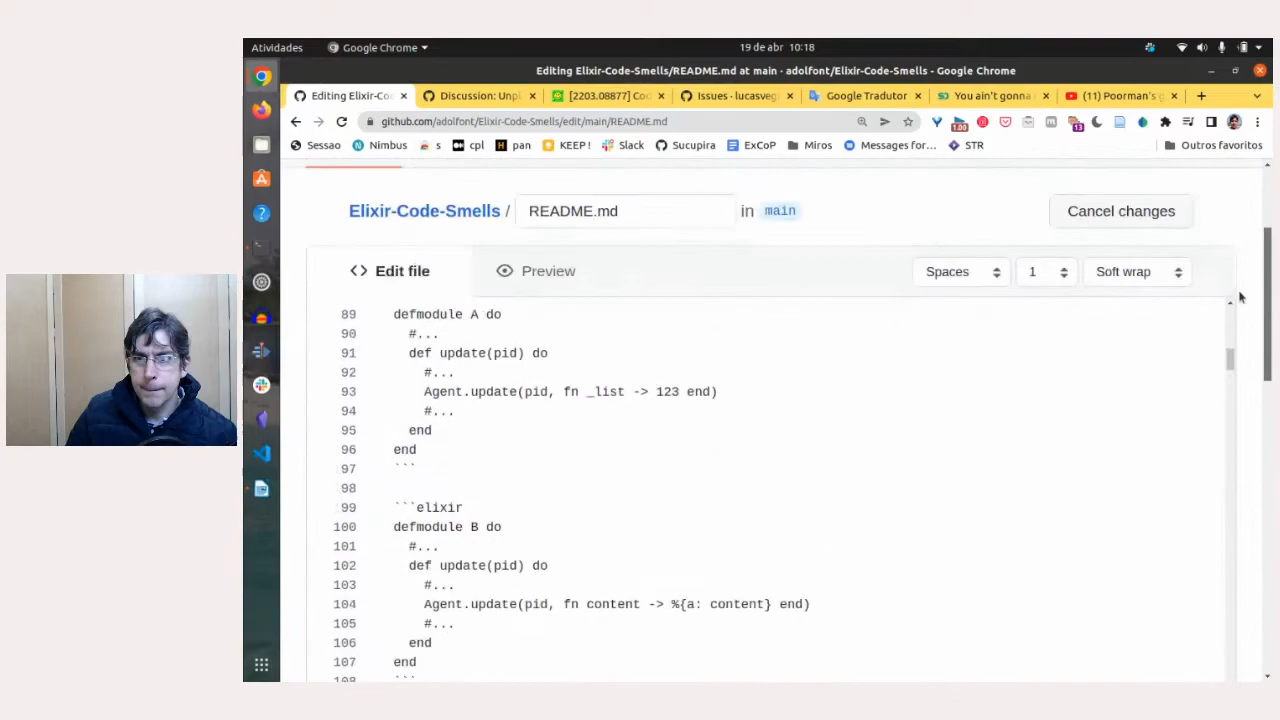 Atividades
Google Chrome
19 de abr 10:18
Editing Elixir-Code-Smells/README.md at main · adolfont/Elixir-Code-Smells - Google Chrome
Editing Elixir-Co
Discussion: Unpl
[2203.08877] Co
Issues · lucasveg
Google Tradutor
You ain't gonna
(11) Poorman's g
github.com/adolfont/Elixir-Code-Smells/edit/main/README.md
1.00
13
Sessao
Nimbus
s
cpl
pan
KEEP !
Slack
Sucupira
ExCoP
Miros
Messages for...
STR
Outros favoritos
Elixir-Code-Smells / README.md in main
Cancel changes
<> Edit file
Preview
Spaces
1
Soft wrap
89 defmodule A do
90 #...
91 def update(pid) do
92 #...
93 Agent.update(pid, fn _list -> 123 end)
94 #...
95 end
96 end
97 ```
98
99 ```elixir
100 defmodule B do
101 #...
102 def update(pid) do
103 #...
104 Agent.update(pid, fn content -> %{a: content} end)
105 #...
106 end
107 end
108 ```